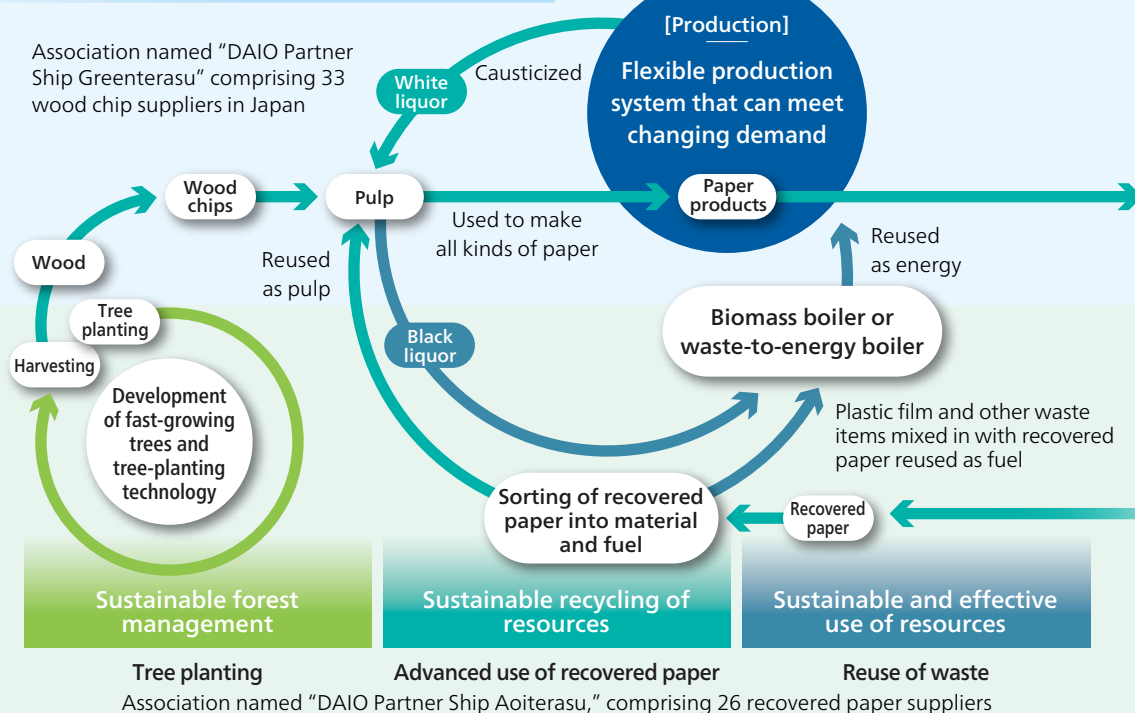 Association named “DAIO Partner
Ship Greenterasu” comprising 33
wood chip suppliers in Japan
White
liquor
Causticized
[Production]
Flexible production
system that can meet
changing demand
Wood
chips
Pulp
Used to make
all kinds of paper
Paper
products
Reused
as energy
Wood
Reused
as pulp
Tree
planting
Harvesting
Development
of fast-growing
trees and
tree-planting
technology
Black
liquor
Biomass boiler or
waste-to-energy boiler
Plastic film and other waste
items mixed in with recovered
paper reused as fuel
Sorting of recovered
paper into material
and fuel
Recovered
paper
Sustainable forest
management
Sustainable recycling of
resources
Sustainable and effective
use of resources
Tree planting
Advanced use of recovered paper
Reuse of waste
Association named “DAIO Partner Ship Aoiterasu,” comprising 26 recovered paper suppliers